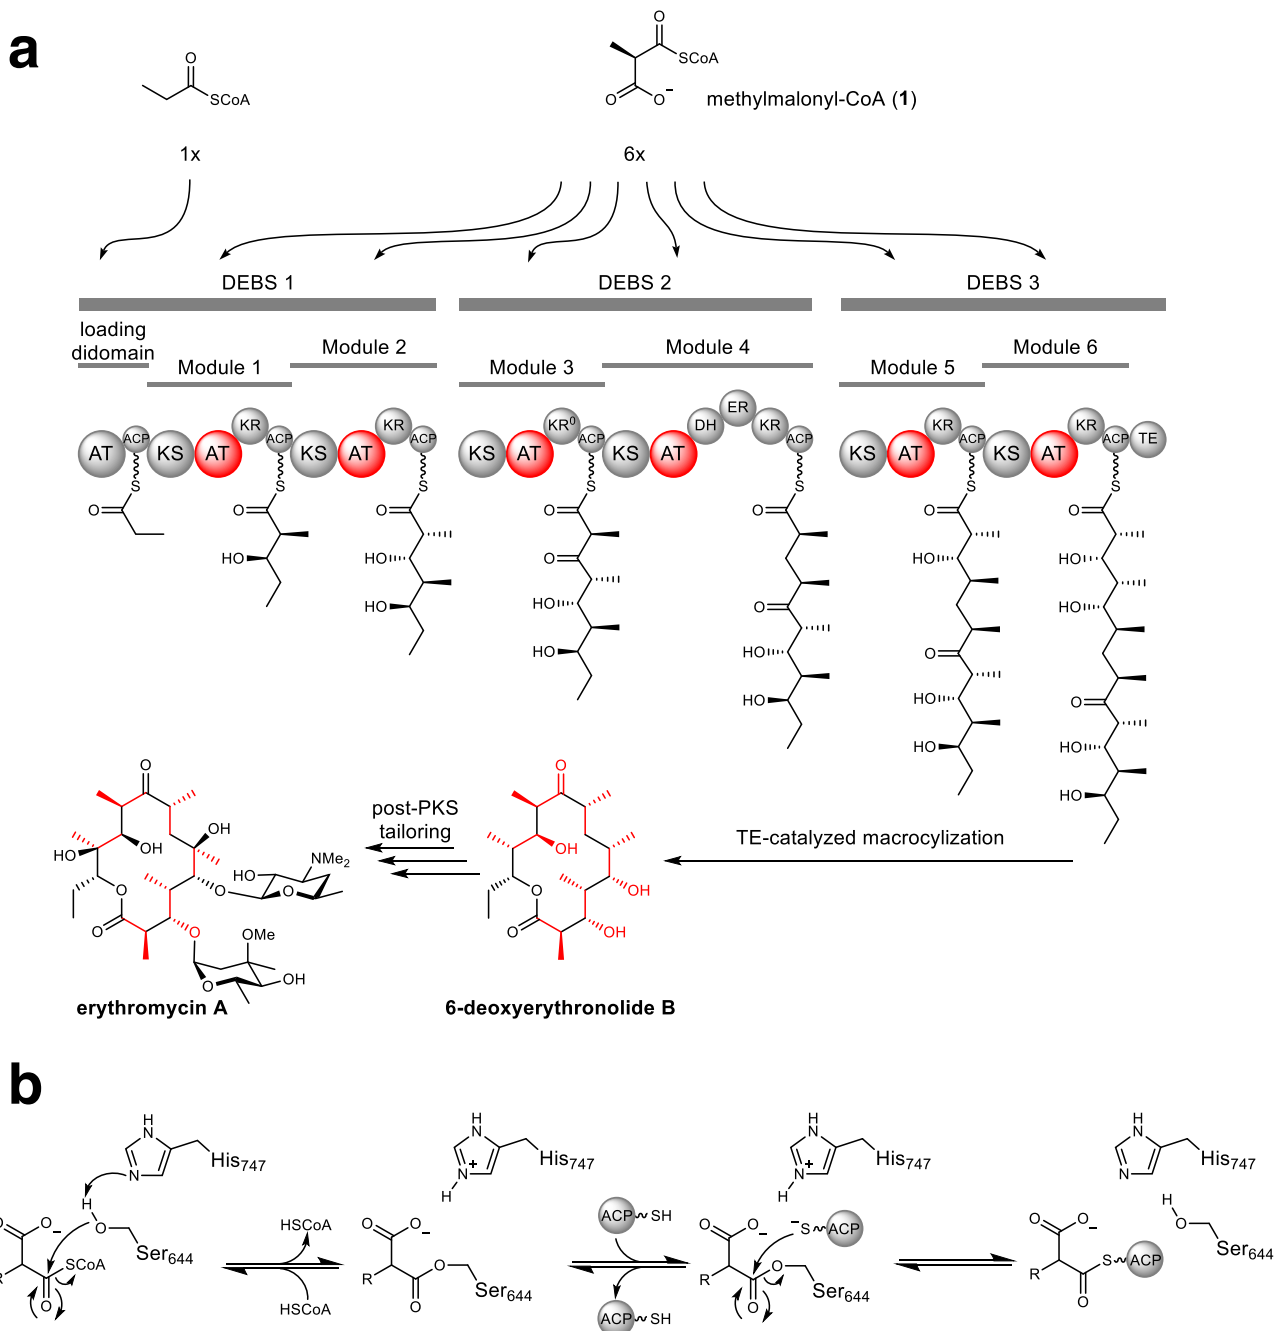 a
O
SCoA
O
SCoA
O
O−
methylmalonyl-CoA (1)
1x
6x
DEBS 1
DEBS 2
DEBS 3
loading
didomain
Module 1
Module 2
Module 3
Module 4
Module 5
Module 6
AT
ACP
KS
AT
KR
ACP
KS
AT
KR
ACP
KS
AT
KR⁰
ACP
KS
AT
DH
ER
KR
ACP
KS
AT
KR
ACP
KS
AT
KR
ACP
TE
S
S
S
S
S
S
S
O
O
O
O
O
O
O
HO
HO
HO
O
HO
HO
O
HO
HO
HO
O
HO
HO
HO
HO
O
HO
HO
O
OH
HO
OH
O
O
O
HO
NMe2
O
O
OMe
O
OH
erythromycin A
post-PKS
tailoring
O
OH
O
OH
O
OH
6-deoxyerythronolide B
TE-catalyzed macrocylization
b
H
N
N
His747
H
O
Ser644
O
O−
SCoA
R
O
HSCoA
HSCoA
H
N
N
+
H
His747
O
O−
O
R
O
Ser644
ACP
SH
ACP
SH
H
N
N
+
H
His747
O
O−
−S
ACP
O
R
O
Ser644
H
N
N
His747
H
O
Ser644
O
O−
S
ACP
R
O